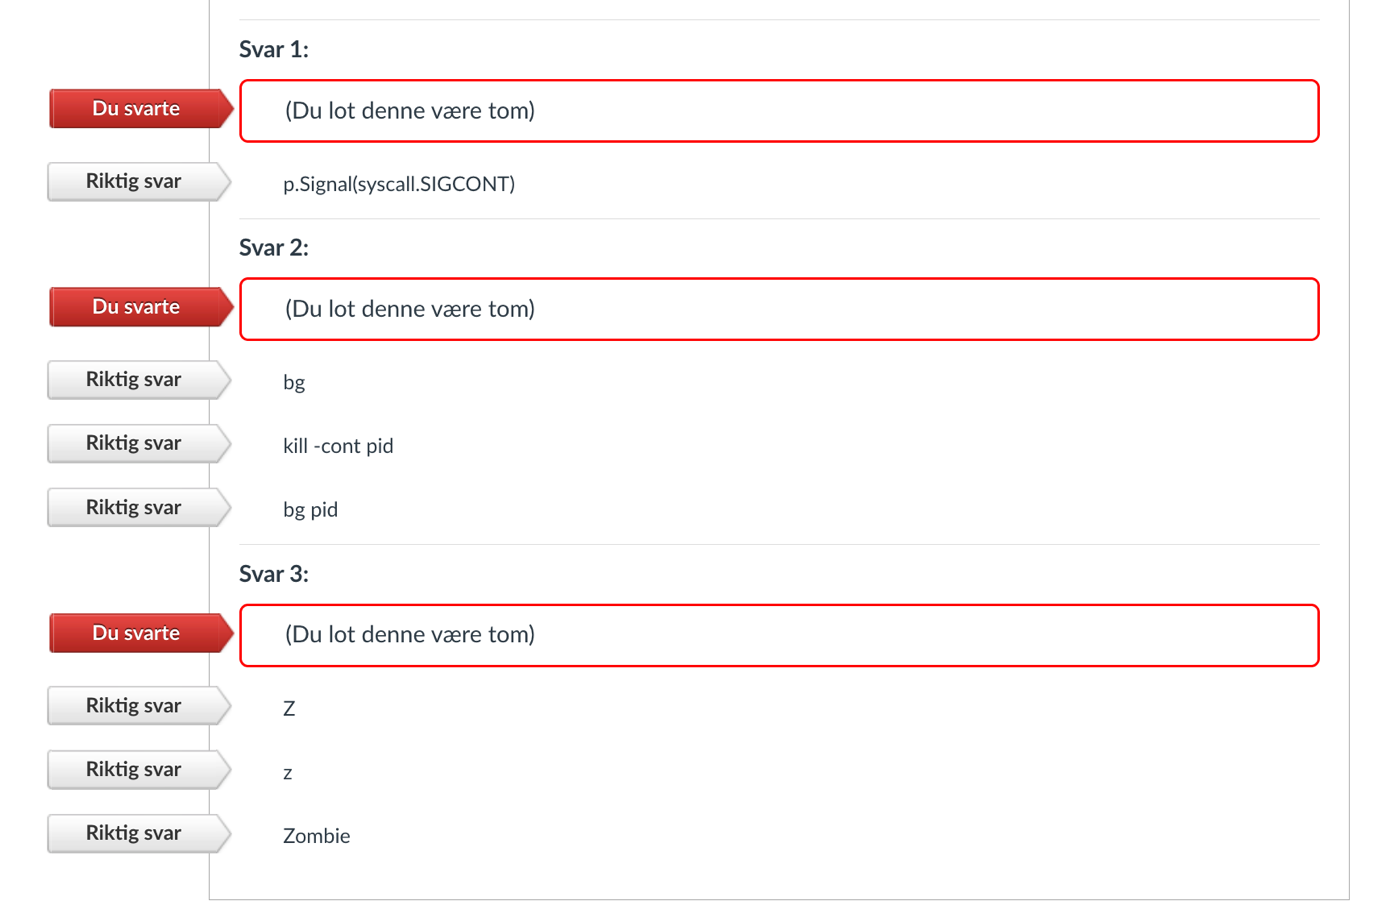 Svar 1:
Du svarte
(Du lot denne være tom)
Riktig svar
p.Signal(syscall.SIGCONT)
Svar 2:
Du svarte
(Du lot denne være tom)
Riktig svar
bg
Riktig svar
kill -cont pid
Riktig svar
bg pid
Svar 3:
Du svarte
(Du lot denne være tom)
Riktig svar
Z
Riktig svar
z
Riktig svar
Zombie